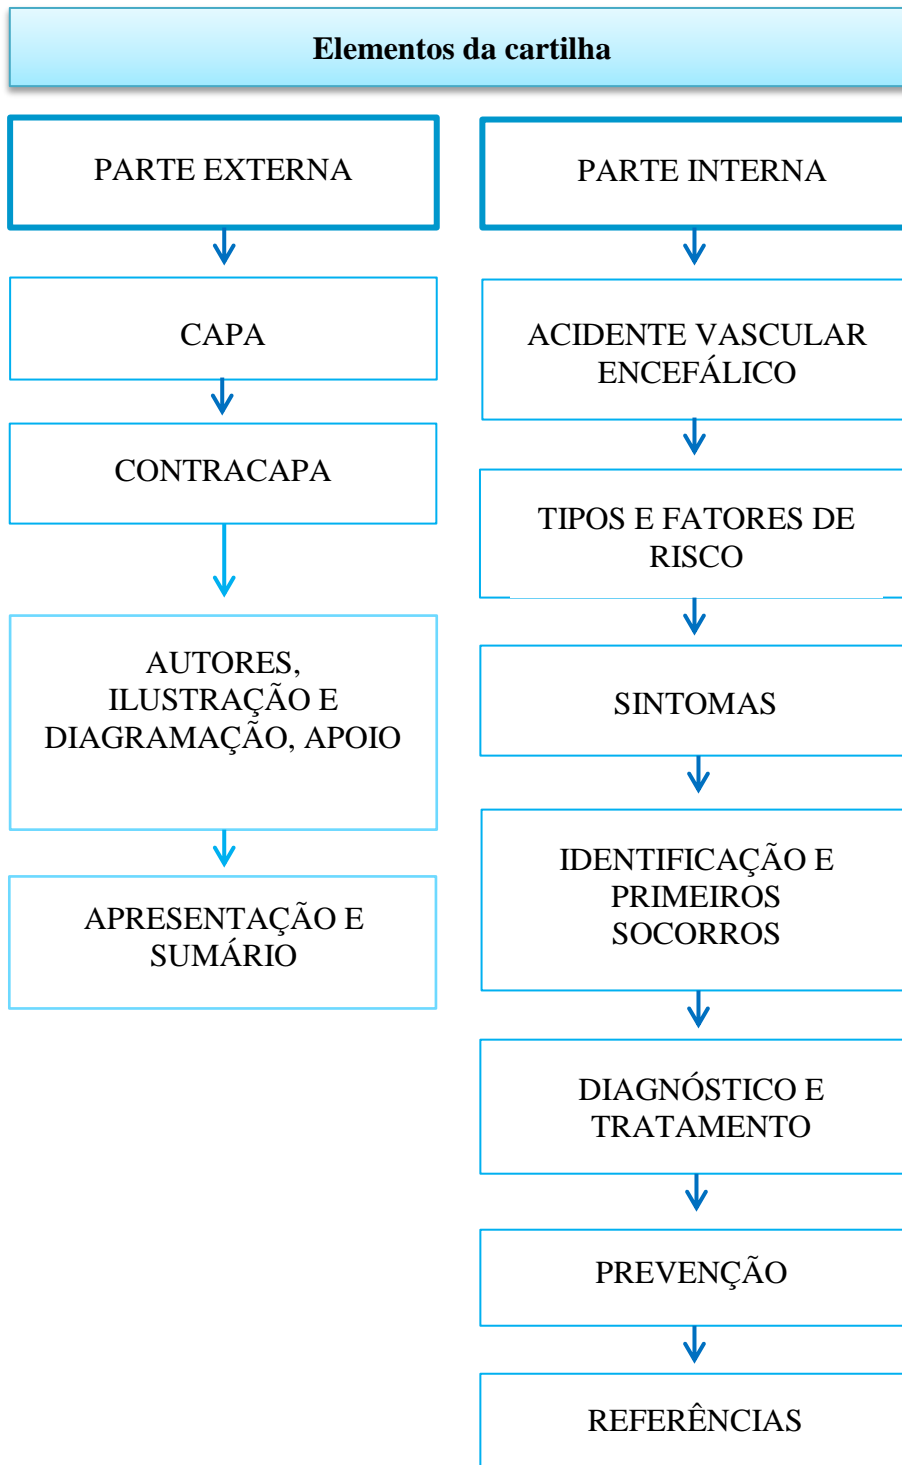 Elementos da cartilha
PARTE EXTERNA
CAPA
CONTRACAPA
AUTORES,
ILUSTRAÇÃO E
DIAGRAMAÇÃO, APOIO
APRESENTAÇÃO E
SUMÁRIO
PARTE INTERNA
ACIDENTE VASCULAR
ENCEFÁLICO
TIPOS E FATORES DE
RISCO
SINTOMAS
IDENTIFICAÇÃO E
PRIMEIROS
SOCORROS
DIAGNÓSTICO E
TRATAMENTO
PREVENÇÃO
REFERÊNCIAS